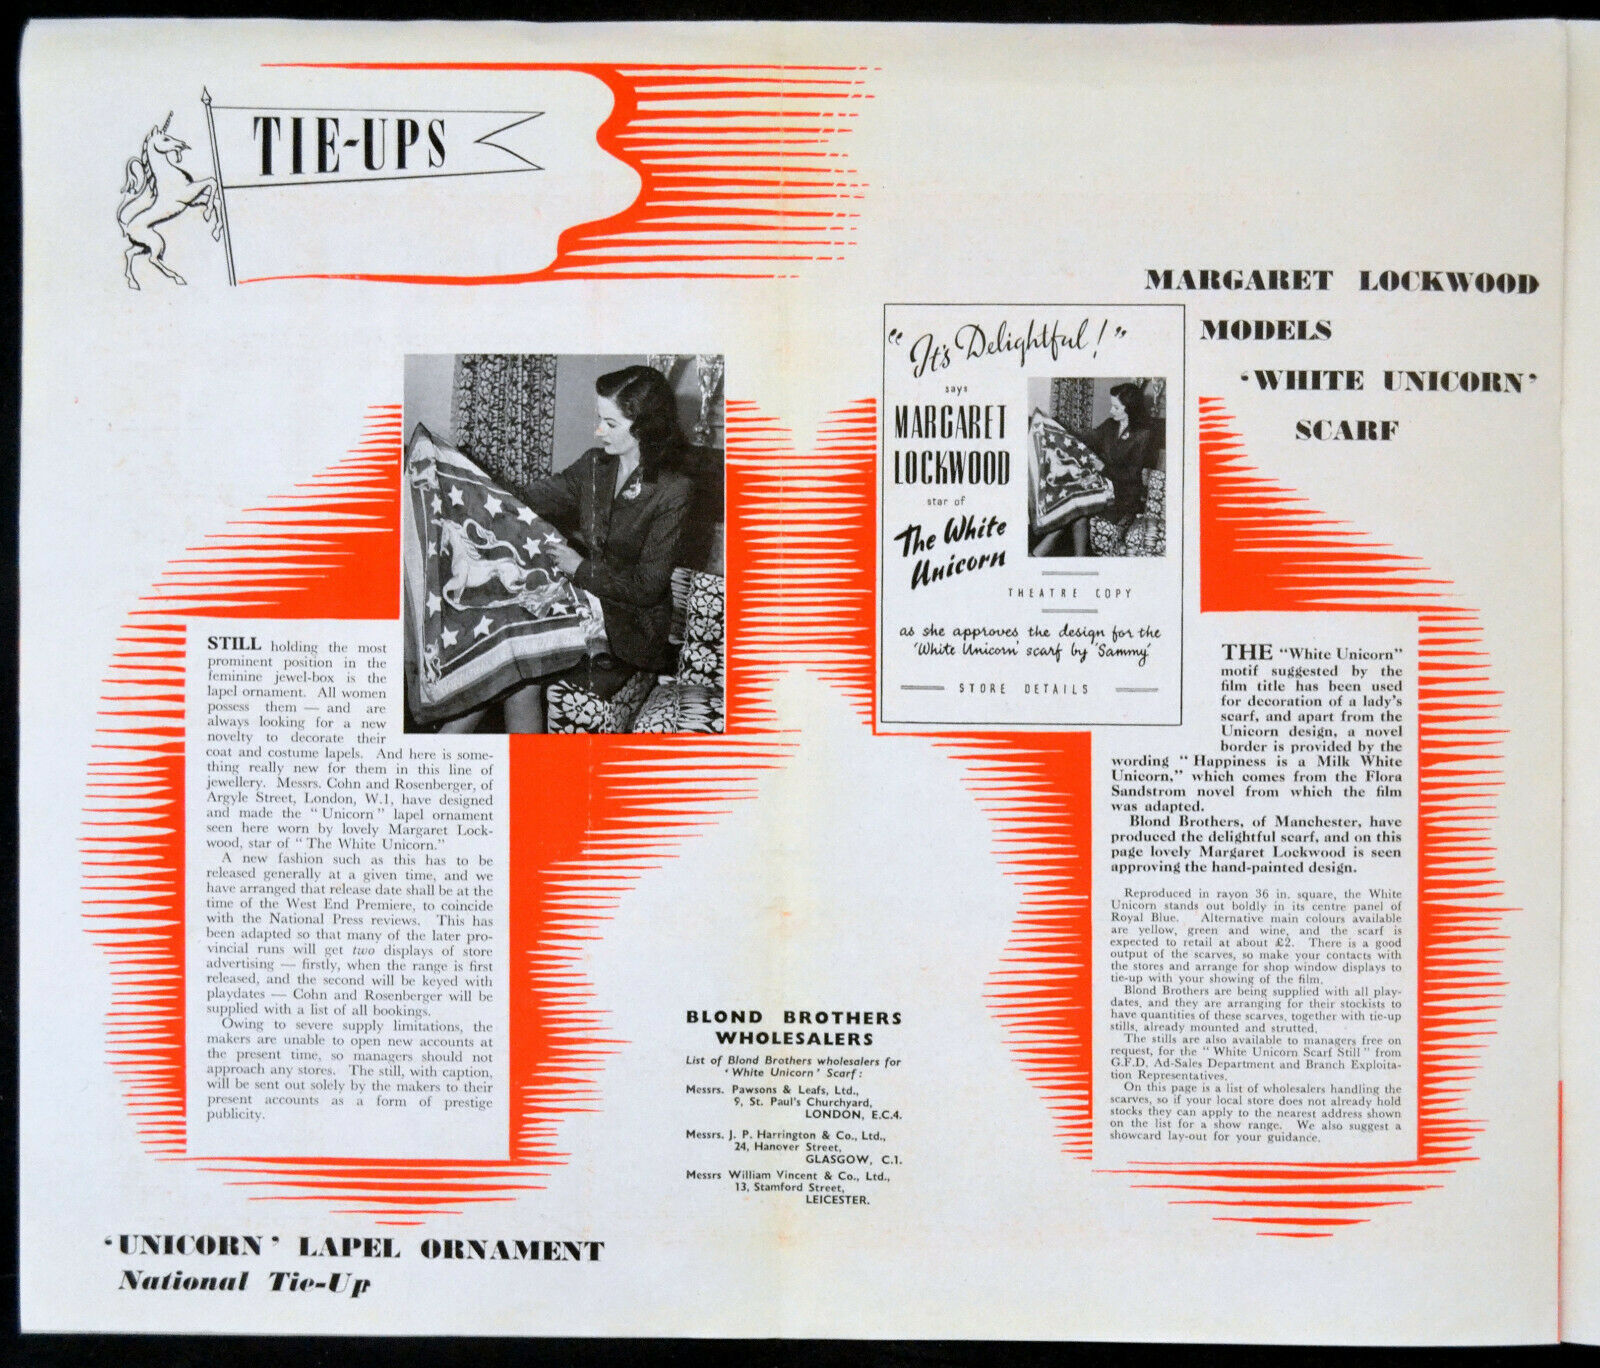 TIE-UPS
STILL holding the most
prominent position in the
feminine jewel-box is the
lapel ornament. All women
possess them — and are
always looking for a new
novelty to decorate their
coat and costume lapels. And here is some-
thing really new for them in this line of
jewellery. Messrs. Cohn and Rosenberger, of
Argyle Street, London, W.1, have designed
and made the "Unicorn" lapel ornament
seen here worn by lovely Margaret Lock-
wood, star of "The White Unicorn."
A new fashion such as this has to be
released generally at a given time, and we
have arranged that release date shall be at the
time of the West End Premiere, to coincide
with the National Press reviews. This has
been adapted so that many of the later pro-
vincial runs will get two displays of store
advertising — firstly, when the range is first
released, and the second will be keyed with
playdates — Cohn and Rosenberger will be
supplied with a list of all bookings.
Owing to severe supply limitations, the
makers are unable to open new accounts at
the present time, so managers should not
approach any stores. The still, with caption,
will be sent out solely by the makers to their
present accounts as a form of prestige
publicity.
'UNICORN' LAPEL ORNAMENT
National Tie-Up
"It's Delightful!"
says
MARGARET
LOCKWOOD
star of
The White
Unicorn
THEATRE COPY
as she approves the design for the
'White Unicorn' scarf by 'Sammy'
STORE DETAILS
BLOND BROTHERS
WHOLESALERS
List of Blond Brothers wholesalers for
'White Unicorn' Scarf:
Messrs. Pawsons & Leafs, Ltd.,
9, St. Paul's Churchyard,
LONDON, E.C.4.
Messrs. J. P. Harrington & Co., Ltd.,
24, Hanover Street,
GLASGOW, C.1.
Messrs William Vincent & Co., Ltd.,
13, Stamford Street,
LEICESTER.
MARGARET LOCKWOOD
MODELS
'WHITE UNICORN'
SCARF
THE "White Unicorn"
motif suggested by the
film title has been used
for decoration of a lady's
scarf, and apart from the
Unicorn design, a novel
border is provided by the
wording "Happiness is a Milk White
Unicorn," which comes from the Flora
Sandstrom novel from which the film
was adapted.
Blond Brothers, of Manchester, have
produced the delightful scarf, and on this
page lovely Margaret Lockwood is seen
approving the hand-painted design.
Reproduced in rayon 36 in. square, the White
Unicorn stands out boldly in its centre panel of
Royal Blue. Alternative main colours available
are yellow, green and wine, and the scarf is
expected to retail at about £2. There is a good
output of the scarves, so make your contacts with
the stores and arrange for shop window displays to
tie-up with your showing of the film.
Blond Brothers are being supplied with all play-
dates, and they are arranging for their stockists to
have quantities of these scarves, together with tie-up
stills, already mounted and strutted.
The stills are also available to managers free on
request, for the "White Unicorn Scarf Still" from
G.F.D. Ad-Sales Department and Branch Exploita-
tion Representatives.
On this page is a list of wholesalers handling the
scarves, so if your local store does not already hold
stocks they can apply to the nearest address shown
on the list for a show range. We also suggest a
showcard lay-out for your guidance.